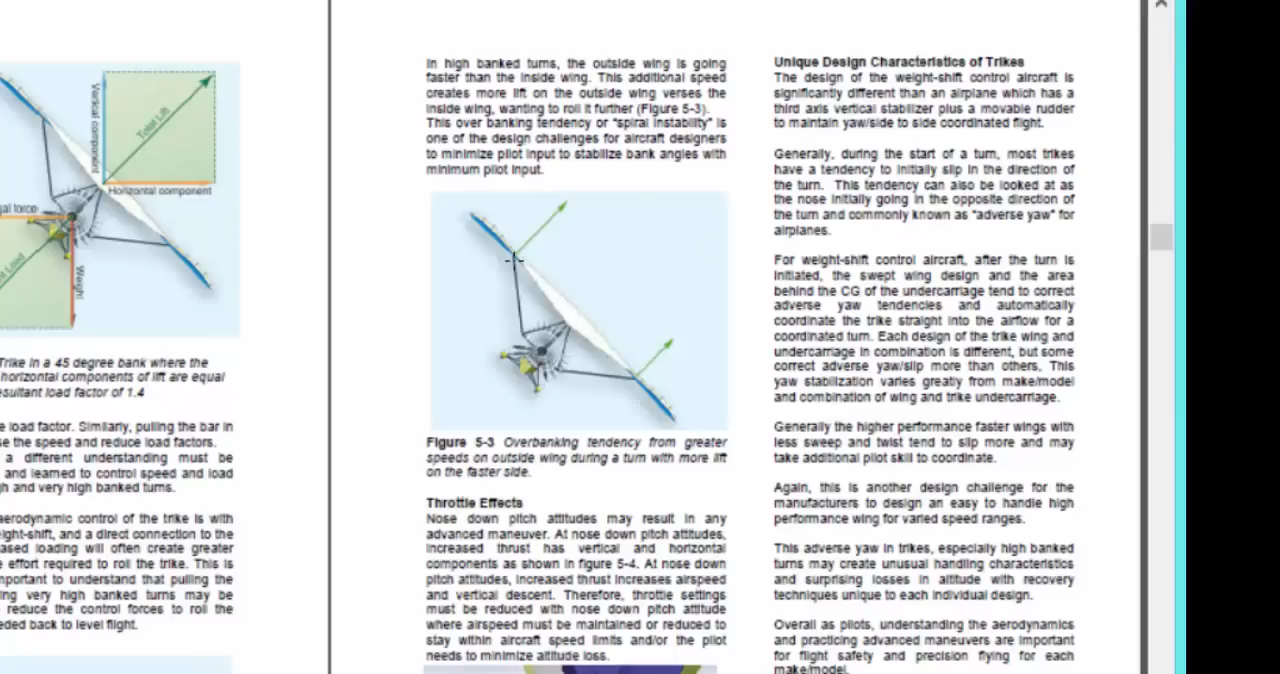 Vertical component
Total Lift
Horizontal component
gal force
nt Load
Weight
Trike in a 45 degree bank where the
horizontal components of lift are equal
esultant load factor of 1.4
e load factor. Similarly, pulling the bar in
se the speed and reduce load factors.
a different understanding must be
and learned to control speed and load
gh and very high banked turns.
aerodynamic control of the trike is with
eight-shift, and a direct connection to the
ased loading will often create greater
e effort required to roll the trike. This is
mportant to understand that pulling the
ing very high banked turns may be
reduce the control forces to roll the
eeded back to level flight.
In high banked turns, the outside wing is going
faster than the inside wing. This additional speed
creates more lift on the outside wing verses the
inside wing, wanting to roll it further (Figure 5-3).
This over banking tendency or "spiral instability" is
one of the design challenges for aircraft designers
to minimize pilot input to stabilize bank angles with
minimum pilot input.
Figure 5-3 Overbanking tendency from greater
speeds on outside wing during a turn with more lift
on the faster side.
Throttle Effects
Nose down pitch attitudes may result in any
advanced maneuver. At nose down pitch attitudes,
increased thrust has vertical and horizontal
components as shown in figure 5-4. At nose down
pitch attitudes, increased thrust increases airspeed
and vertical descent. Therefore, throttle settings
must be reduced with nose down pitch attitude
where airspeed must be maintained or reduced to
stay within aircraft speed limits and/or the pilot
needs to minimize altitude loss.
Unique Design Characteristics of Trikes
The design of the weight-shift control aircraft is
significantly different than an airplane which has a
third axis vertical stabilizer plus a movable rudder
to maintain yaw/side to side coordinated flight.
Generally, during the start of a turn, most trikes
have a tendency to initially slip in the direction of
the turn. This tendency can also be looked at as
the nose initially going in the opposite direction of
the turn and commonly known as "adverse yaw" for
airplanes.
For weight-shift control aircraft, after the turn is
initiated, the swept wing design and the area
behind the CG of the undercarriage tend to correct
adverse yaw tendencies and automatically
coordinate the trike straight into the airflow for a
coordinated turn. Each design of the trike wing and
undercarriage in combination is different, but some
correct adverse yaw/slip more than others. This
yaw stabilization varies greatly from make/model
and combination of wing and trike undercarriage.
Generally the higher performance faster wings with
less sweep and twist tend to slip more and may
take additional pilot skill to coordinate.
Again, this is another design challenge for the
manufacturers to design an easy to handle high
performance wing for varied speed ranges.
This adverse yaw in trikes, especially high banked
turns may create unusual handling characteristics
and surprising losses in altitude with recovery
techniques unique to each individual design.
Overall as pilots, understanding the aerodynamics
and practicing advanced maneuvers are important
for flight safety and precision flying for each
make/model.